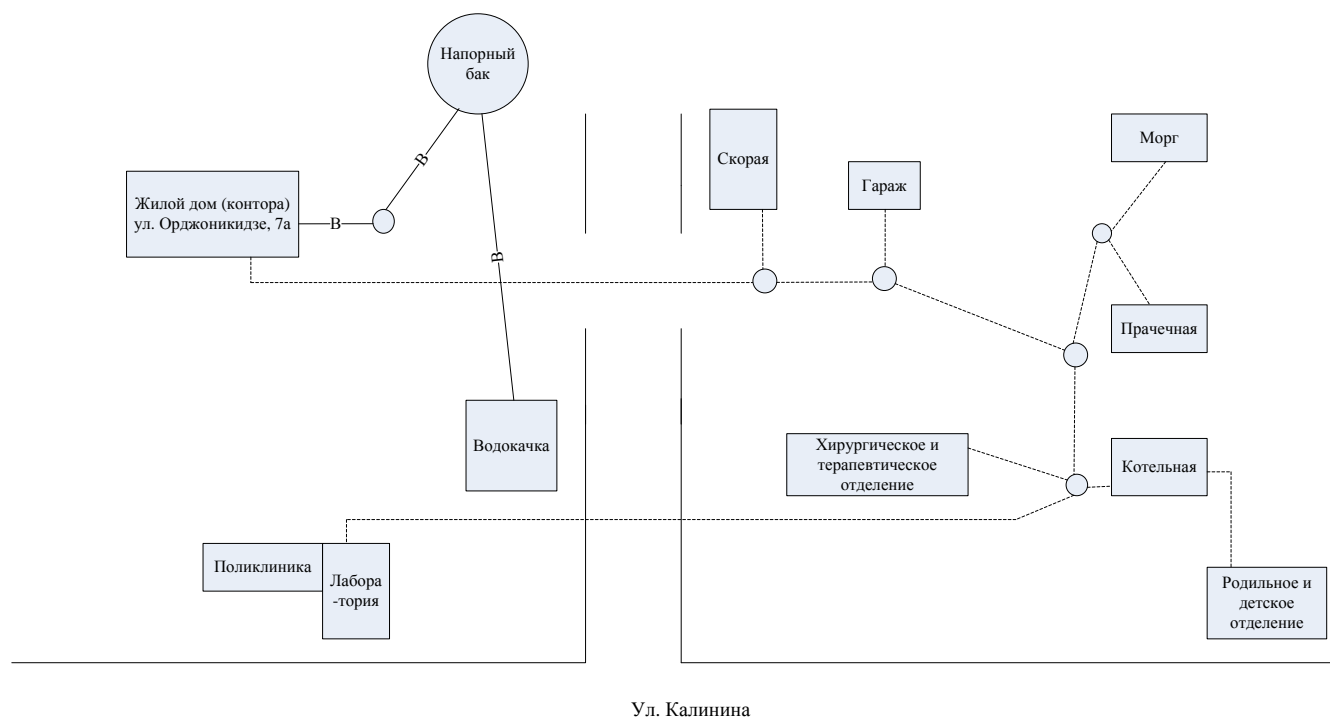 Напорный
бак
В
Скорая
Морг
Гараж
Жилой дом (контора)
ул. Орджоникидзе, 7а
В
В
Прачечная
Водокачка
Хирургическое и
терапевтическое
отделение
Котельная
Поликлиника
Лабора
-тория
Родильное и
детское
отделение
Ул. Калинина